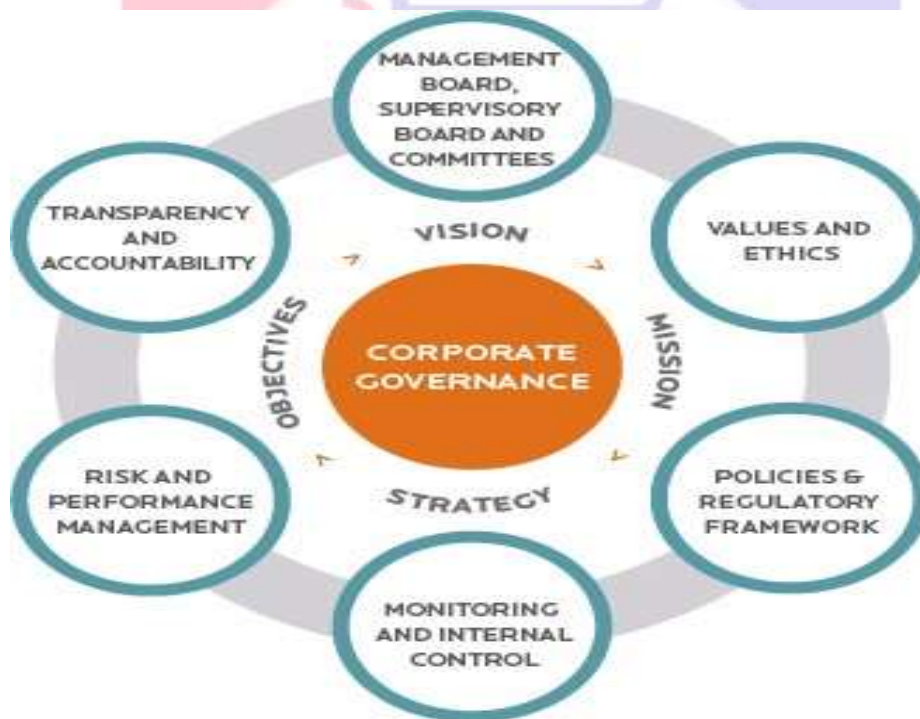 MANAGEMENT
BOARD,
SUPERVISORY
BOARD AND
COMMITTEES
TRANSPARENCY
AND
ACCOUNTABILITY
VALUES AND
ETHICS
VISION
OBJECTIVES
MISSION
CORPORATE
GOVERNANCE
STRATEGY
RISK AND
PERFORMANCE
MANAGEMENT
POLICIES &
REGULATORY
FRAMEWORK
MONITORING
AND INTERNAL
CONTROL